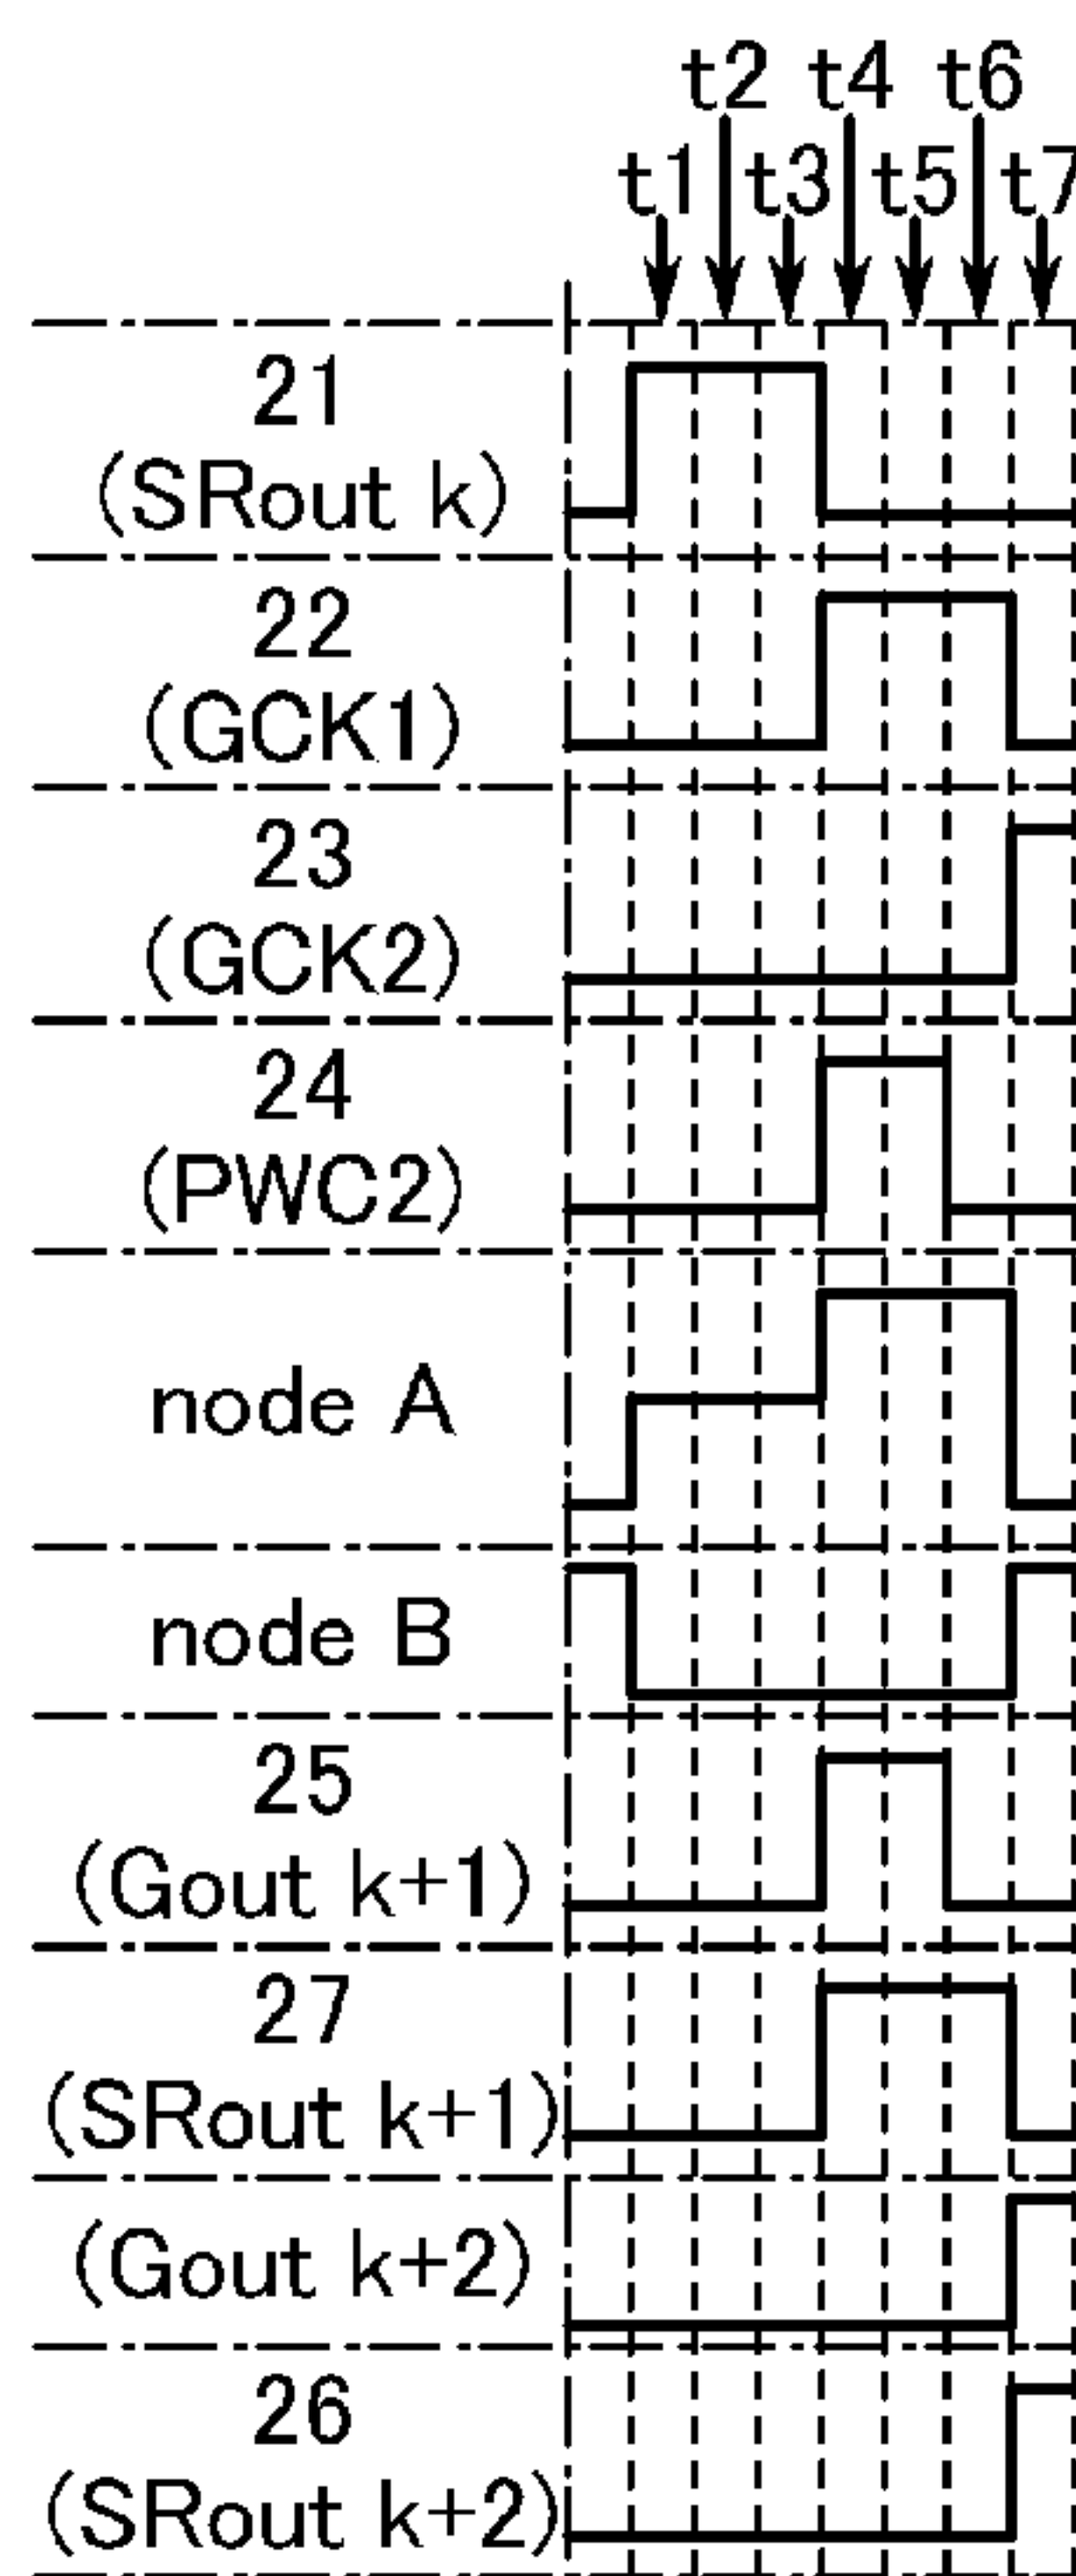 t2 t4 t6
t1 t3 t5 t7
21
(SRout k)
22
(GCK1)
23
(GCK2)
24
(PWC2)
node A
node B
25
(Gout k+1)
27
(SRout k+1)
(Gout k+2)
26
(SRout k+2)